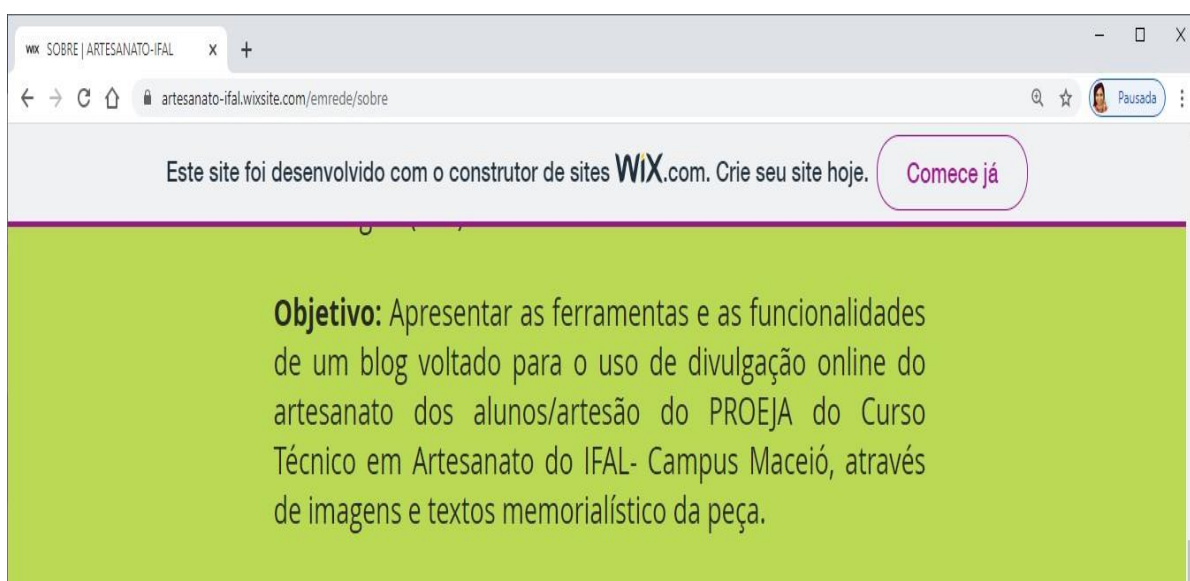 WIX SOBRE | ARTESANATO-IFAL
artesanato-ifal.wixsite.com/emrede/sobre
Pausada
Este site foi desenvolvido com o construtor de sites WiX.com. Crie seu site hoje.
Comece já
Objetivo: Apresentar as ferramentas e as funcionalidades
de um blog voltado para o uso de divulgação online do
artesanato dos alunos/artesão do PROEJA do Curso
Técnico em Artesanato do IFAL- Campus Maceió, através
de imagens e textos memorialístico da peça.